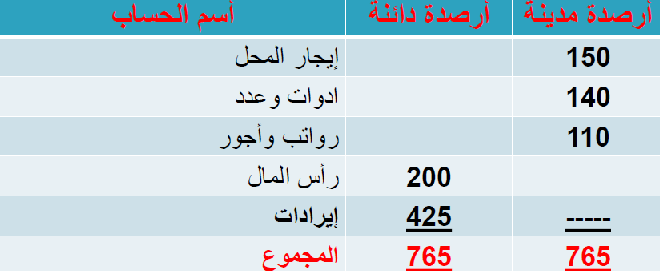 أرصدة مدينة أرصدة دائنة أسم الحساب
150 إيجار المحل
140 ادوات وعدد
110 رواتب وأجور
200 رأس المال
----- 425 إيرادات
765 765 المجموع